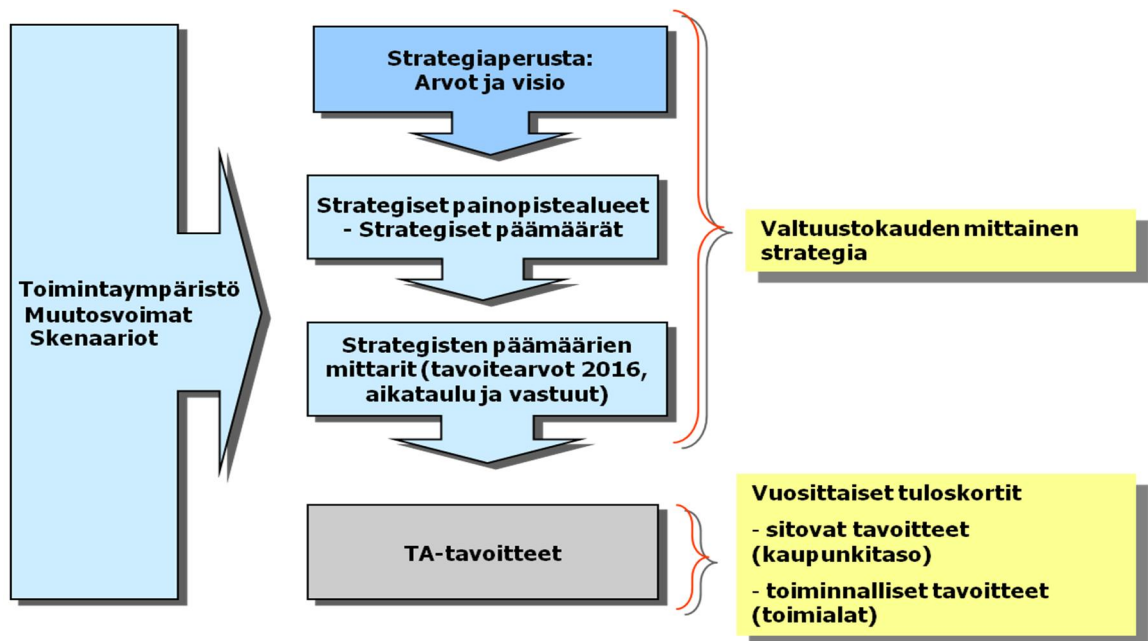 Toimintaympäristö
Muutosvoimat
Skenaariot
Strategiaperusta:
Arvot ja visio
Strategiset painopistealueet
- Strategiset päämäärät
Strategisten päämäärien
mittarit (tavoitearvot 2016,
aikataulu ja vastuut)
TA-tavoitteet
Valtuustokauden mittainen
strategia
Vuosittaiset tuloskortit
- sitovat tavoitteet
(kaupunkitaso)
- toiminnalliset tavoitteet
(toimialat)